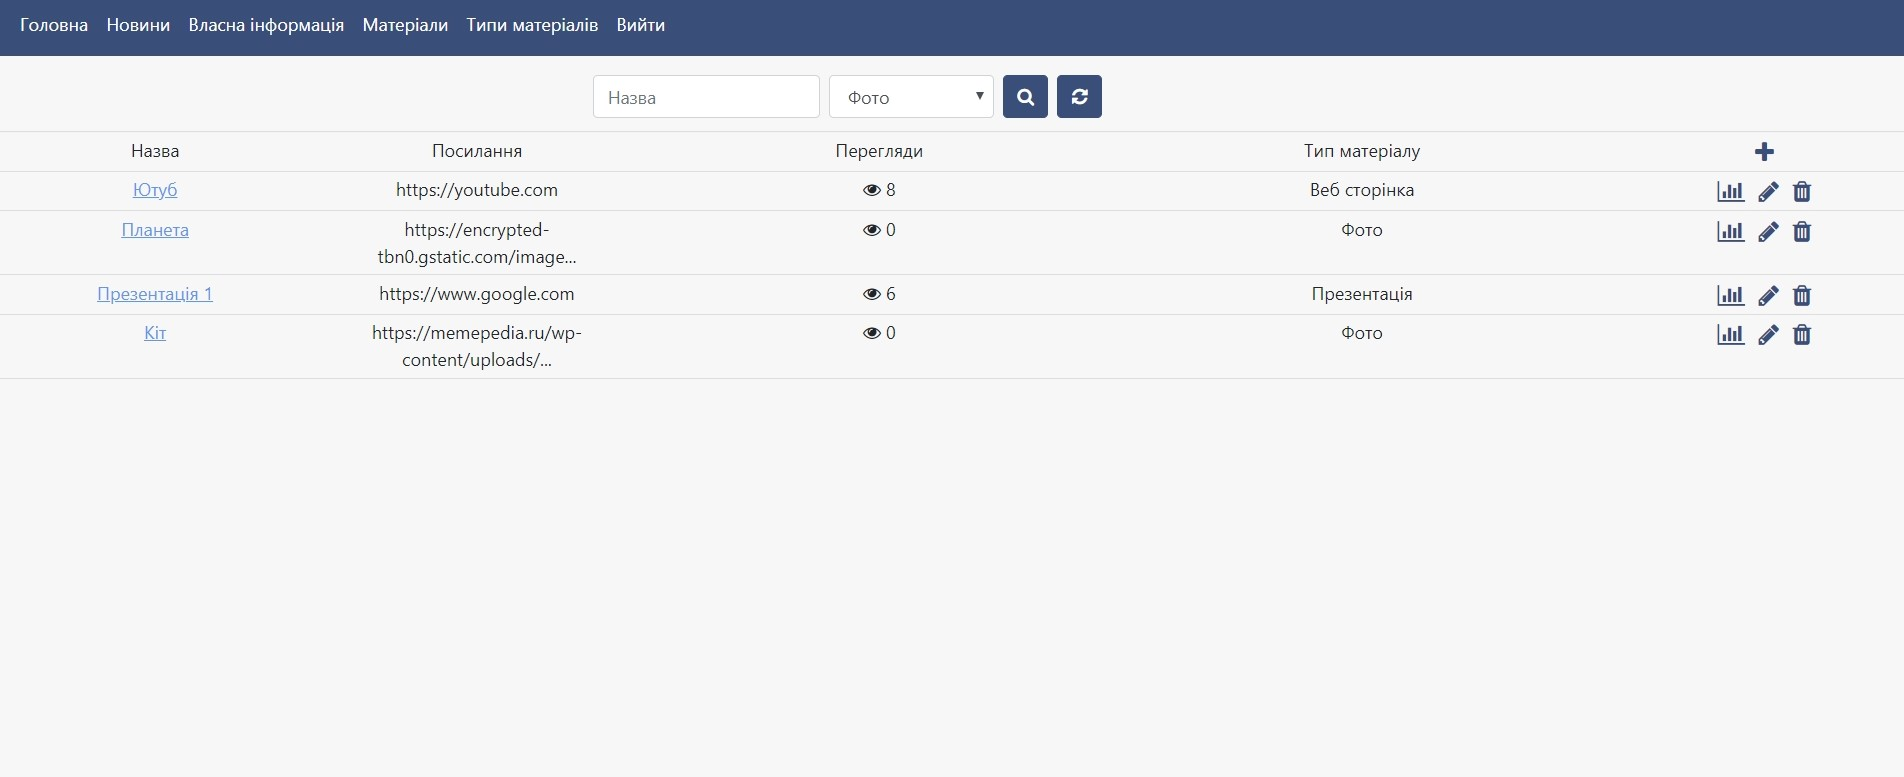 Головна Новини Власна інформація Матеріали Типи матеріалів Вийти
Назва Фото
Назва Посилання Перегляди Тип матеріалу
Ютуб https://youtube.com 8 Веб сторінка
Планета https://encrypted- 0 Фото
tbn0.gstatic.com/image...
Презентація 1 https://www.google.com 6 Презентація
Кіт https://memepedia.ru/wp- 0 Фото
content/uploads/...